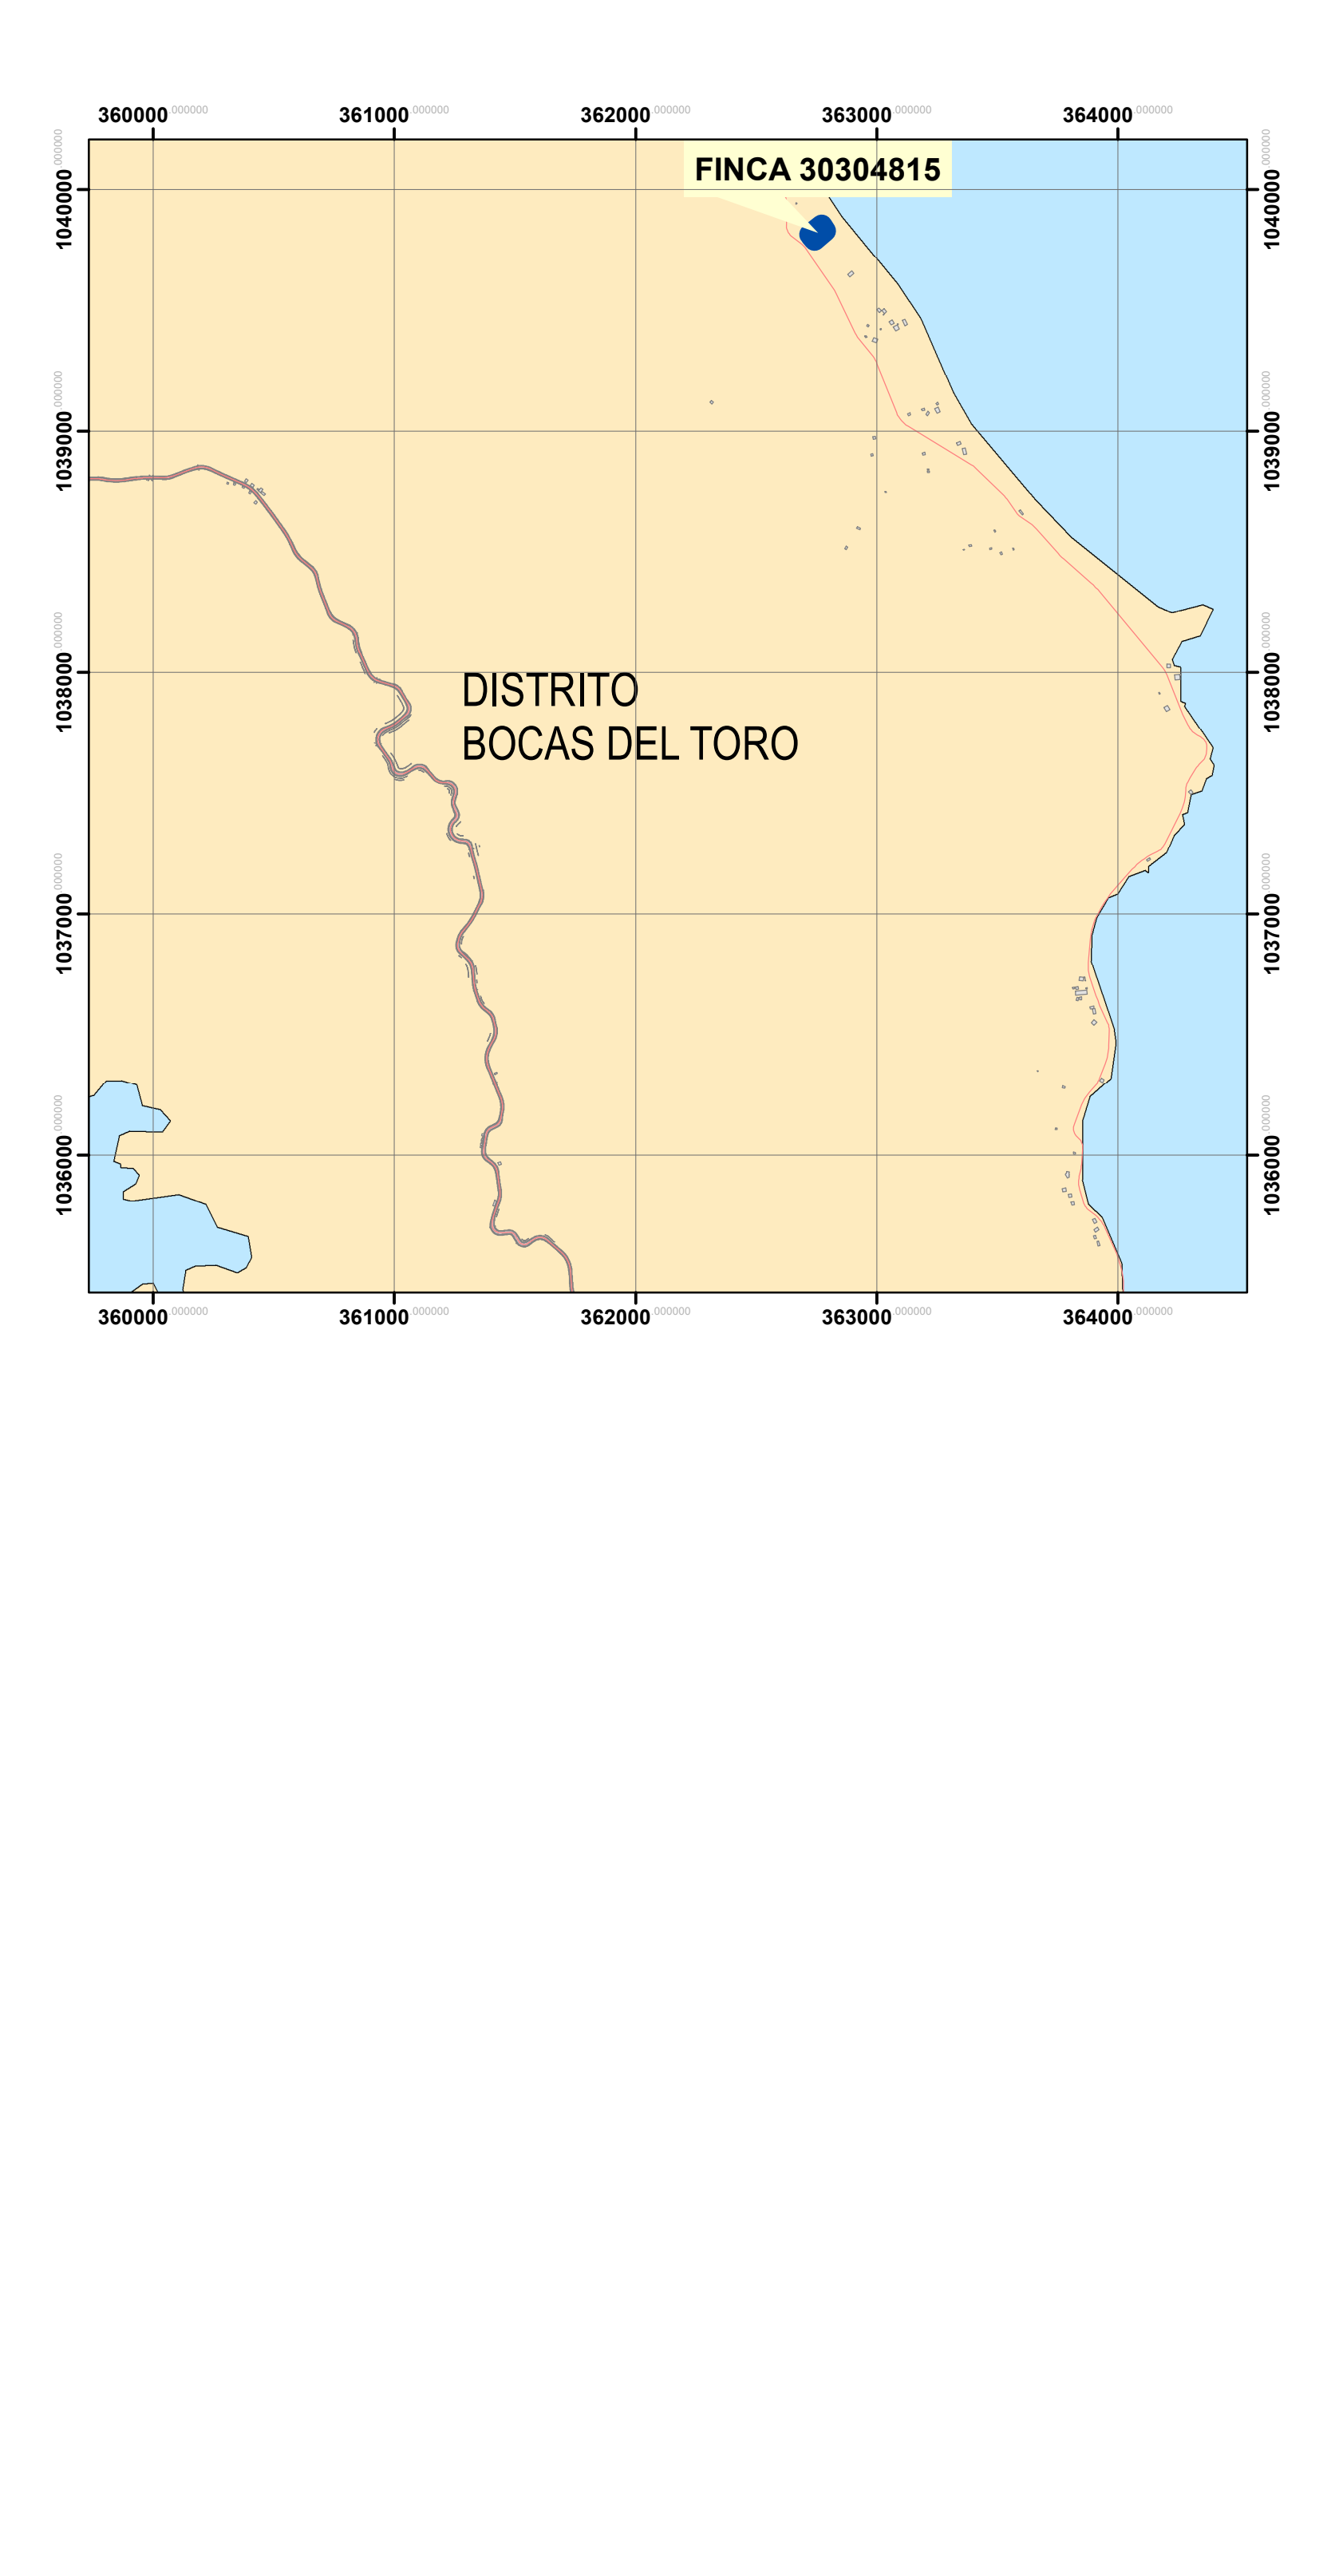 360000.000000 361000.000000 362000.000000 363000.000000 364000.000000
FINCA 30304815
1040000.000000 1040000.000000
1039000.000000 1039000.000000
1038000.000000 1038000.000000
DISTRITO
BOCAS DEL TORO
1037000.000000 1037000.000000
1036000.000000 1036000.000000
360000.000000 361000.000000 362000.000000 363000.000000 364000.000000